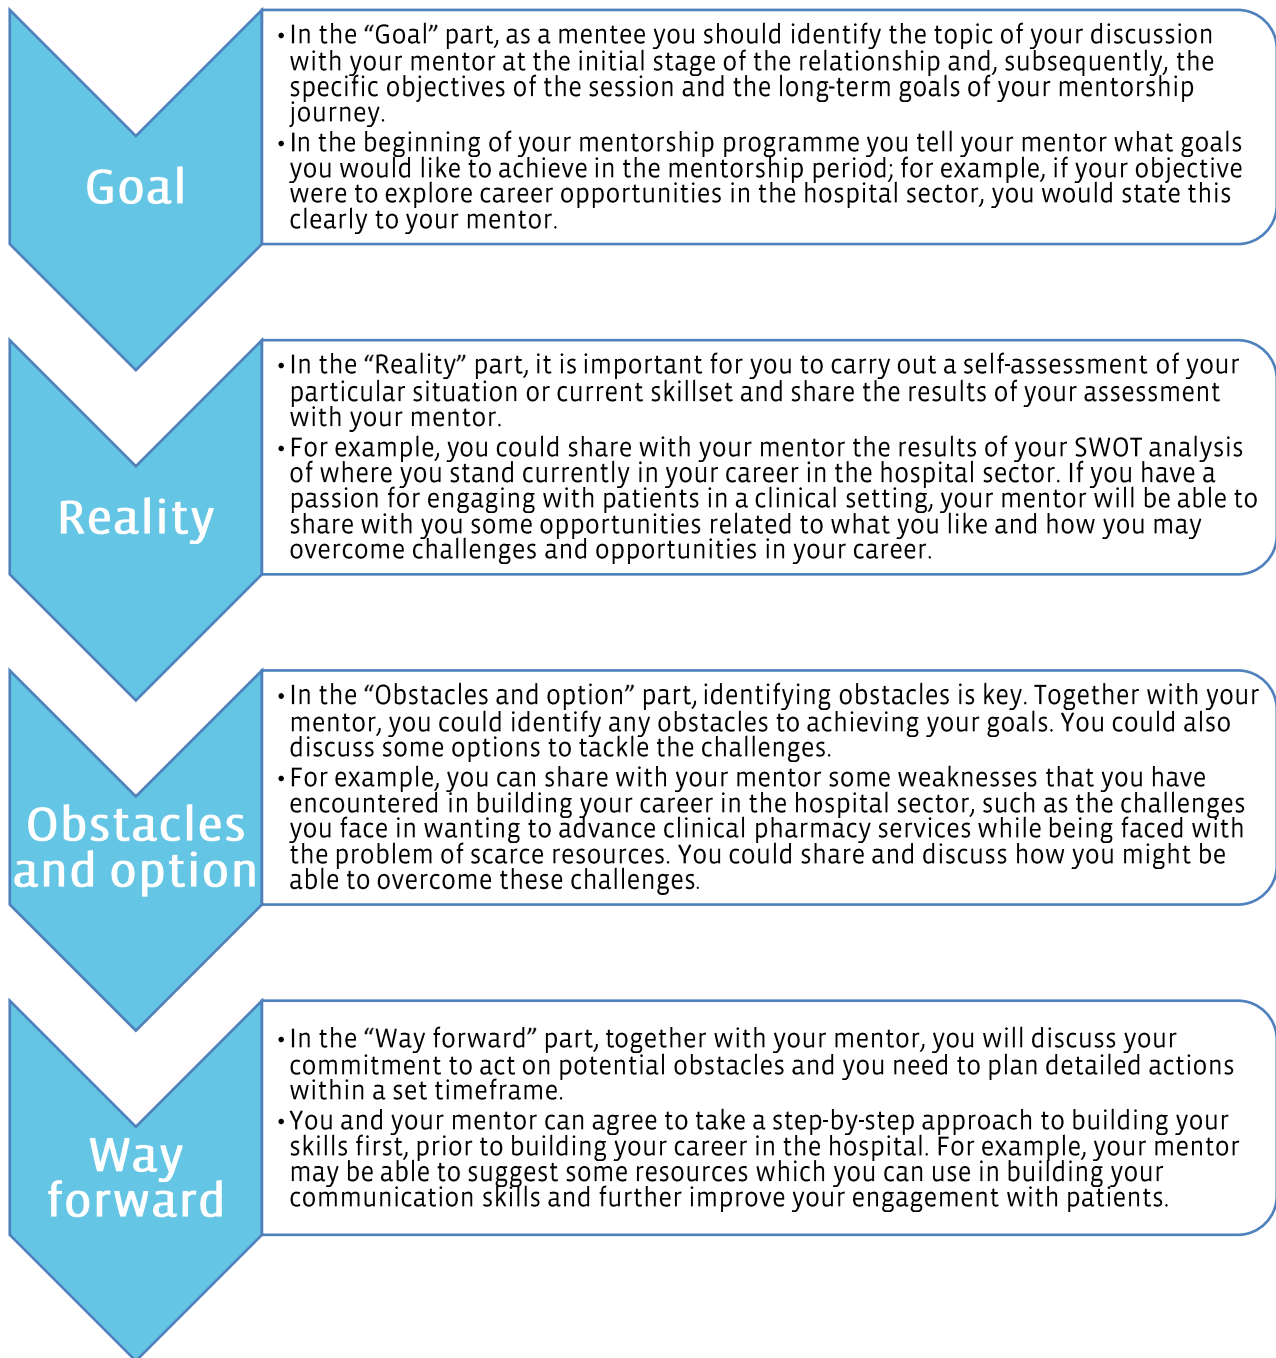 Goal
• In the “Goal” part, as a mentee you should identify the topic of your discussion
with your mentor at the initial stage of the relationship and, subsequently, the
specific objectives of the session and the long-term goals of your mentorship
journey.
• In the beginning of your mentorship programme you tell your mentor what goals
you would like to achieve in the mentorship period; for example, if your objective
were to explore career opportunities in the hospital sector, you would state this
clearly to your mentor.
Reality
• In the “Reality” part, it is important for you to carry out a self-assessment of your
particular situation or current skillset and share the results of your assessment
with your mentor.
• For example, you could share with your mentor the results of your SWOT analysis
of where you stand currently in your career in the hospital sector. If you have a
passion for engaging with patients in a clinical setting, your mentor will be able to
share with you some opportunities related to what you like and how you may
overcome challenges and opportunities in your career.
Obstacles
and option
• In the “Obstacles and option” part, identifying obstacles is key. Together with your
mentor, you could identify any obstacles to achieving your goals. You could also
discuss some options to tackle the challenges.
• For example, you can share with your mentor some weaknesses that you have
encountered in building your career in the hospital sector, such as the challenges
you face in wanting to advance clinical pharmacy services while being faced with
the problem of scarce resources. You could share and discuss how you might be
able to overcome these challenges.
Way
forward
• In the “Way forward” part, together with your mentor, you will discuss your
commitment to act on potential obstacles and you need to plan detailed actions
within a set timeframe.
• You and your mentor can agree to take a step-by-step approach to building your
skills first, prior to building your career in the hospital. For example, your mentor
may be able to suggest some resources which you can use in building your
communication skills and further improve your engagement with patients.